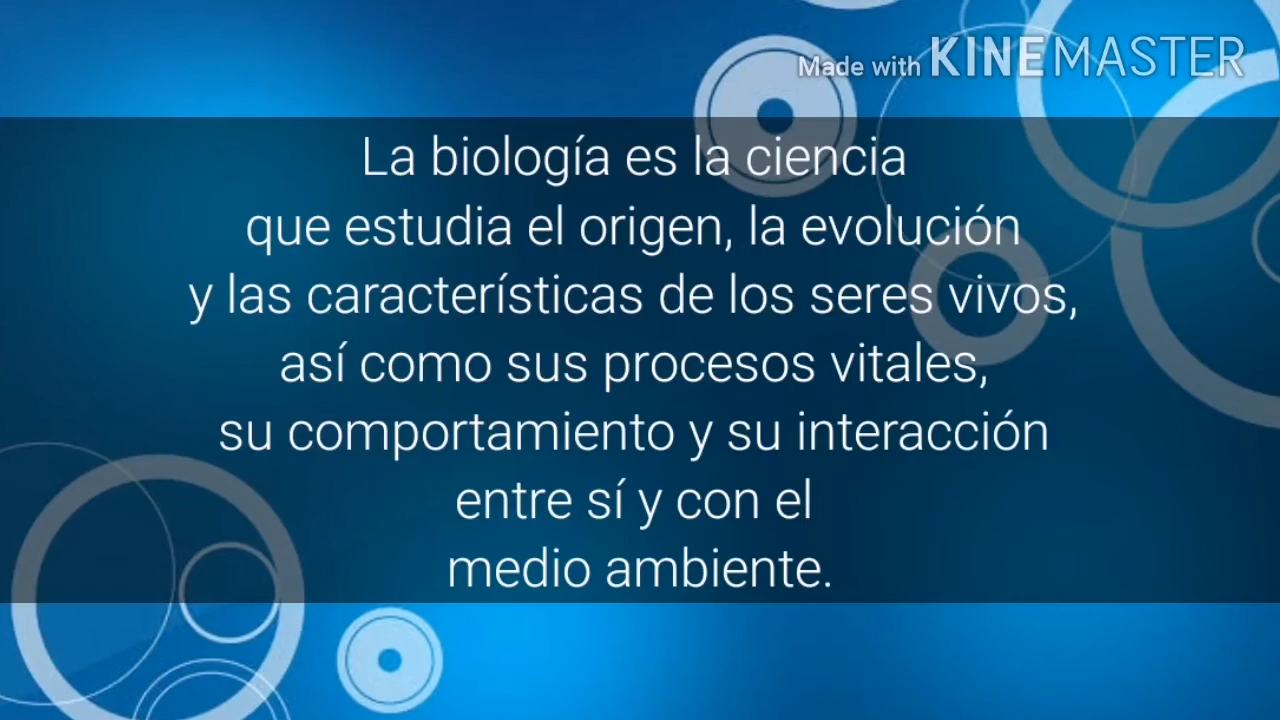 Made with KINEMASTER
La biología es la ciencia
que estudia el origen, la evolución
y las características de los seres vivos,
así como sus procesos vitales,
su comportamiento y su interacción
entre sí y con el
medio ambiente.